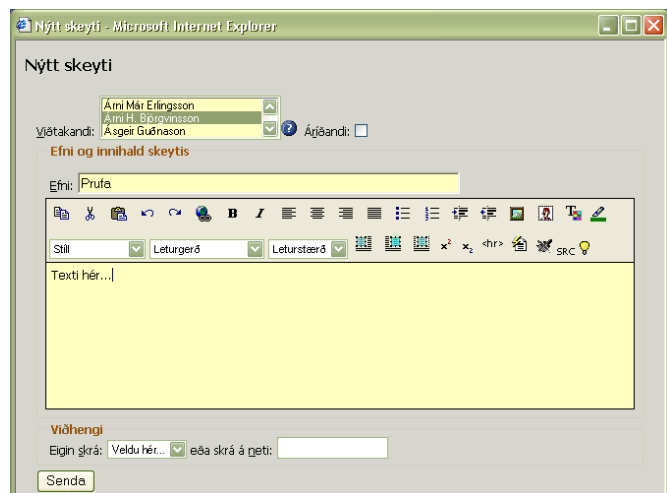 Nýtt skeyti - Microsoft Internet Explorer
Nýtt skeyti
Árni Már Erlingsson
Árni H. Björgvinsson
Viðtakandi: Ásgeir Guðnason ? Áríðandi:
Efni og innihald skeytis
Efni: Prufa
B I T
Stíll Leturgerð Leturstærð x² x₂ <hr> SRC
Texti hér...
Viðhengi
Eigin skrá: Veldu hér... eða skrá á neti:
Senda